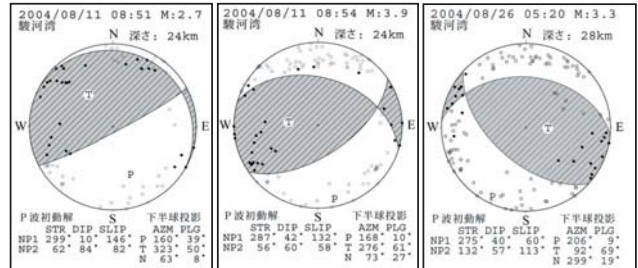 2004/08/11 08:51 M:2.7
駿河湾
深さ: 24km
N
T
W
E
P
S
P波初動解 下半球投影
STR DIP SLIP AZM PLG
NP1 299° 10° 146° P 160° 39°
NP2 62° 84° 82° T 323° 50°
N 63° 8°
2004/08/11 08:54 M:3.9
駿河湾
深さ: 24km
N
T
W
E
P
S
P波初動解 下半球投影
STR DIP SLIP AZM PLG
NP1 287° 42° 132° P 168° 10°
NP2 56° 60° 58° T 276° 61°
N 73° 27°
2004/08/26 05:20 M:3.3
駿河湾
深さ: 28km
N
W
T
E
P
S
P波初動解 下半球投影
STR DIP SLIP AZM PLG
NP1 275° 40° 60° P 206° 9°
NP2 132° 57° 113° T 92° 69°
N 299° 19°